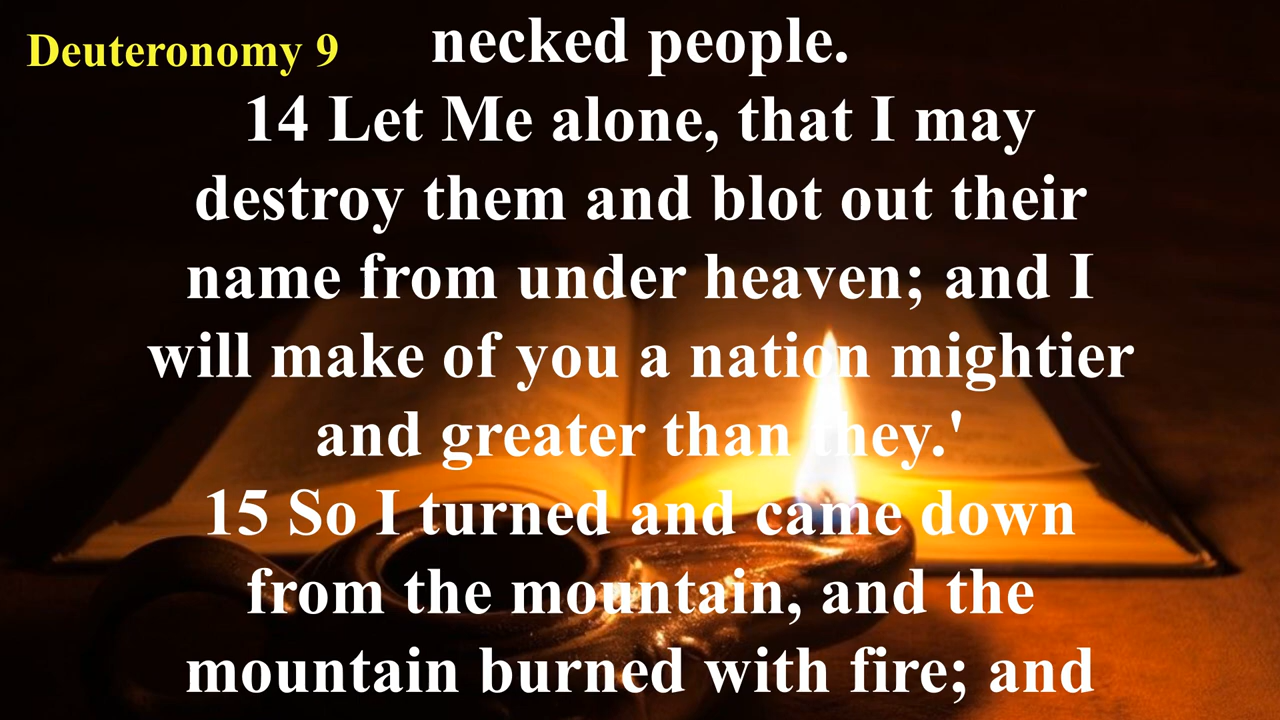 Deuteronomy 9
necked people.
14 Let Me alone, that I may
destroy them and blot out their
name from under heaven; and I
will make of you a nation mightier
and greater than they.'
15 So I turned and came down
from the mountain, and the
mountain burned with fire; and